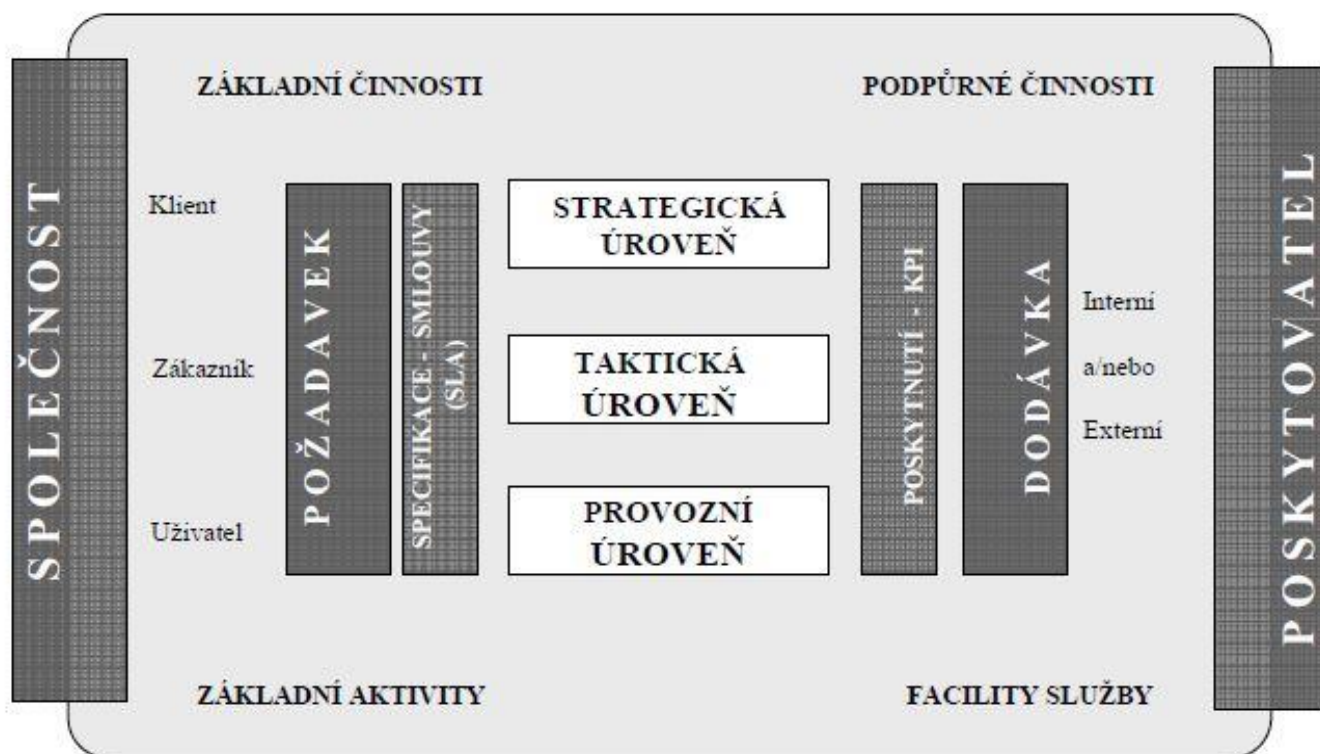 ZÁKLADNÍ ČINNOSTI
PODPŮRNÉ ČINNOSTI
SPOLEČNOST
Klient
Zákazník
Uživatel
POŽADAVEK
SPECIFIKACE - SMLOUVY
(SLA)
STRATEGICKÁ
ÚROVEŇ
TAKTICKÁ
ÚROVEŇ
PROVOZNÍ
ÚROVEŇ
POSKYTNUTÍ - KPI
DODÁVKA
Interní
a/nebo
Externí
POSKYTOVATEL
ZÁKLADNÍ AKTIVITY
FACILITY SLUŽBY